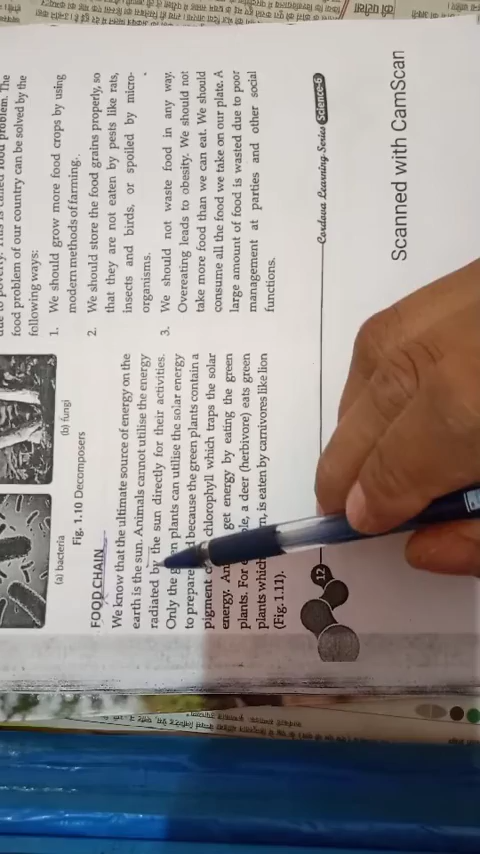 (a) bacteria
(b) fungi
Fig. 1.10 Decomposers
FOOD CHAIN
We know that the ultimate source of energy on the
earth is the sun. Animals cannot utilise the energy
radiated by the sun directly for their activities.
Only the plants can utilise the solar energy
to prepare because the green plants contain a
pigment chlorophyll which traps the solar
energy. get energy by eating the green
plants. For a deer (herbivore) eats green
plants which is eaten by carnivores like lion
(Fig. 1.11).
food problem of our country can be solved by the
following ways:
1. We should grow more food crops by using
modern methods of farming.
2. We should store the food grains properly, so
that they are not eaten by pests like rats,
insects and birds, or spoiled by micro-
organisms.
3. We should not waste food in any way.
Overeating leads to obesity. We should not
take more food than we can eat. We should
consume all the food we take on our plate. A
large amount of food is wasted due to poor
management at parties and other social
functions.
12
Cordova Learning Series Science-6
Scanned with CamScan